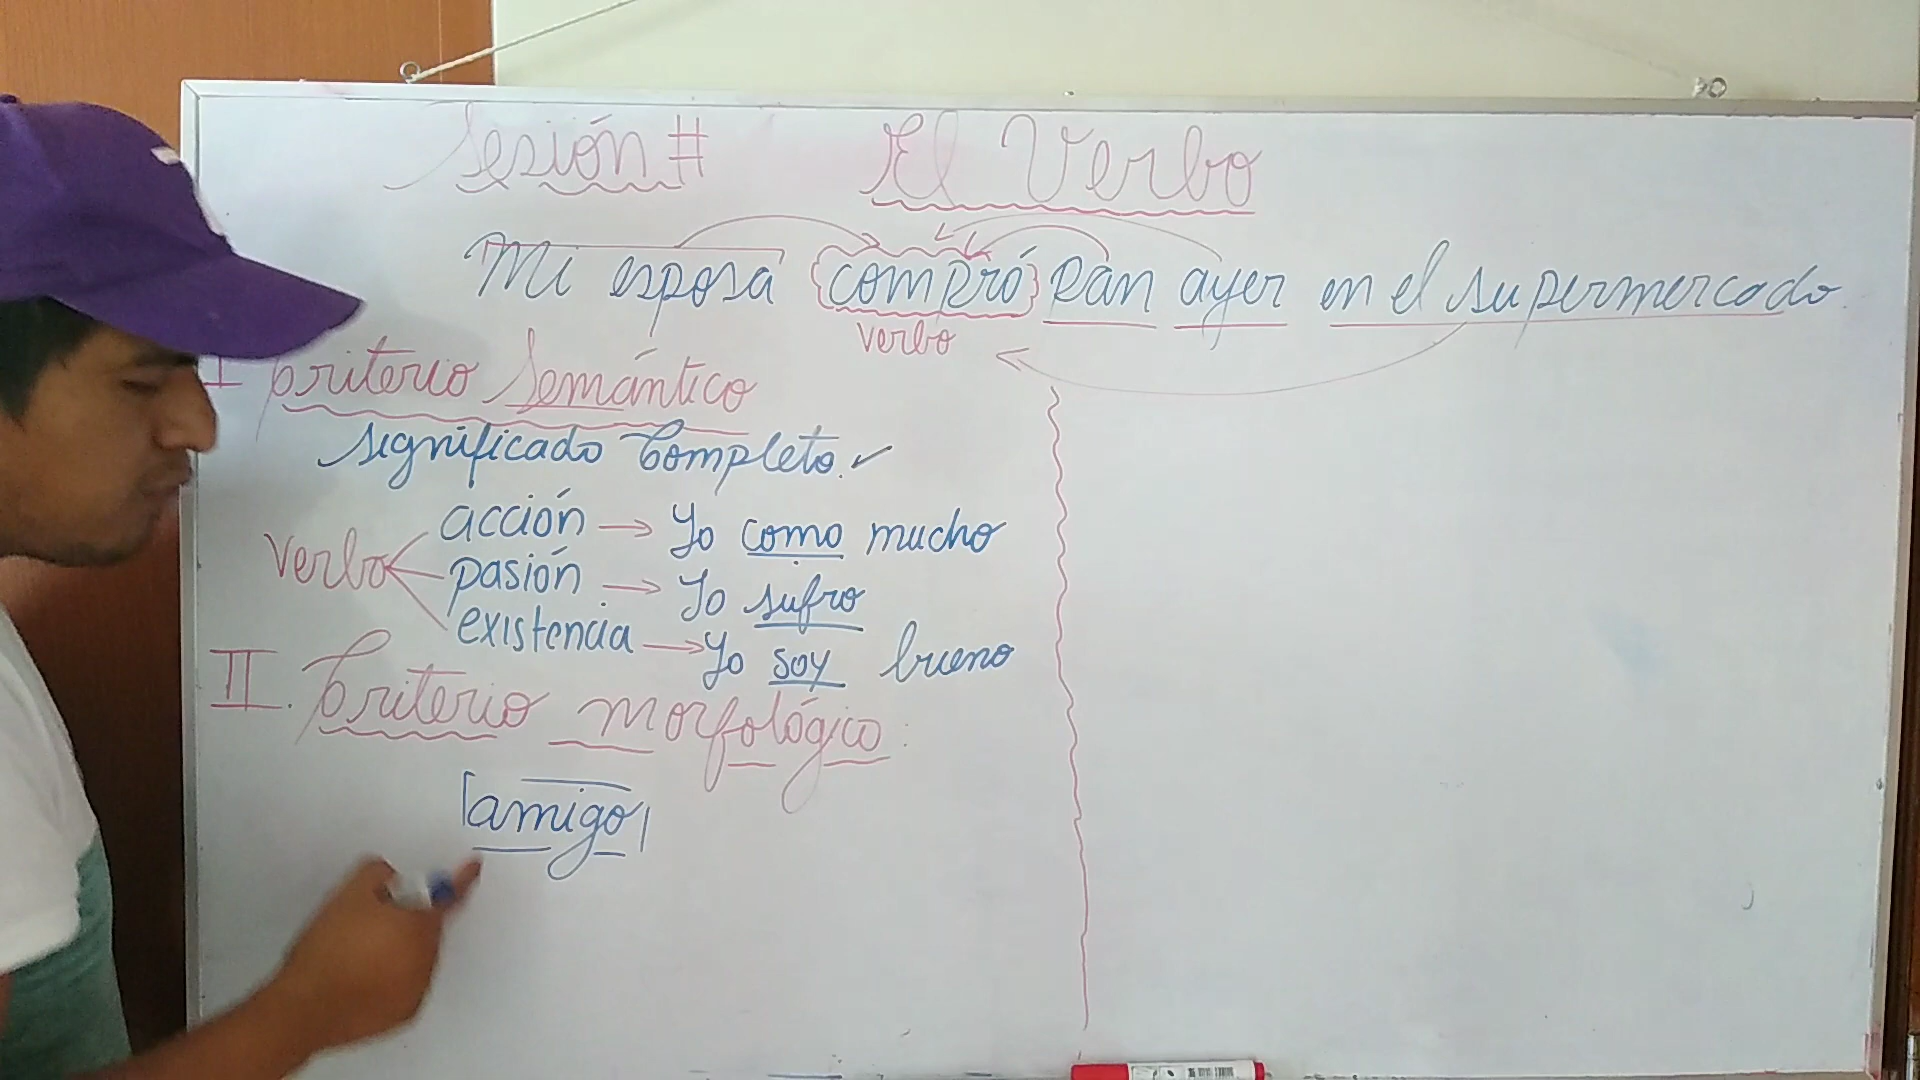 Sesión # El Verbo
Mi esposa compró pan ayer en el supermercado.
verbo
I Criterio Semántico
significado Completo.
Verbo
acción → Yo como mucho
pasión → Yo sufro
existencia → Yo soy bueno
II. Criterio morfológico:
amigo